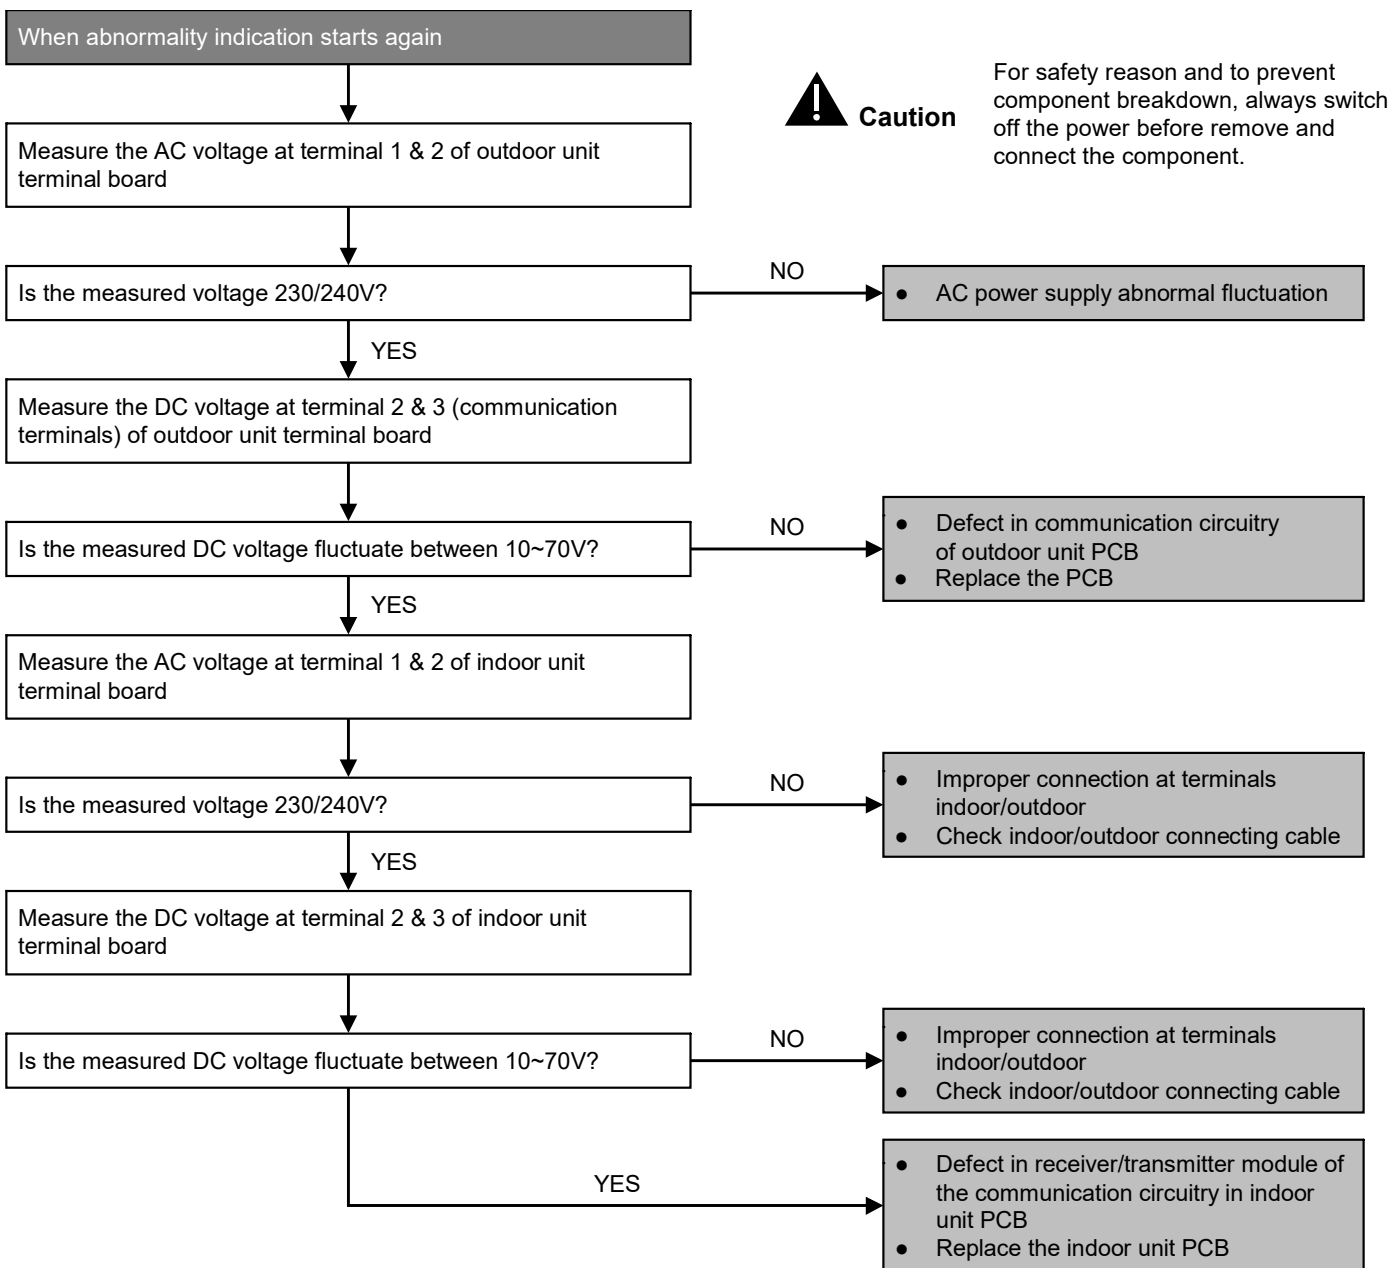 When abnormality indication starts again
Caution
For safety reason and to prevent
component breakdown, always switch
off the power before remove and
connect the component.
Measure the AC voltage at terminal 1 & 2 of outdoor unit
terminal board
Is the measured voltage 230/240V?
NO
● AC power supply abnormal fluctuation
YES
Measure the DC voltage at terminal 2 & 3 (communication
terminals) of outdoor unit terminal board
Is the measured DC voltage fluctuate between 10~70V?
NO
● Defect in communication circuitry
of outdoor unit PCB
● Replace the PCB
YES
Measure the AC voltage at terminal 1 & 2 of indoor unit
terminal board
Is the measured voltage 230/240V?
NO
● Improper connection at terminals
indoor/outdoor
● Check indoor/outdoor connecting cable
YES
Measure the DC voltage at terminal 2 & 3 of indoor unit
terminal board
Is the measured DC voltage fluctuate between 10~70V?
NO
● Improper connection at terminals
indoor/outdoor
● Check indoor/outdoor connecting cable
YES
● Defect in receiver/transmitter module of
the communication circuitry in indoor
unit PCB
● Replace the indoor unit PCB